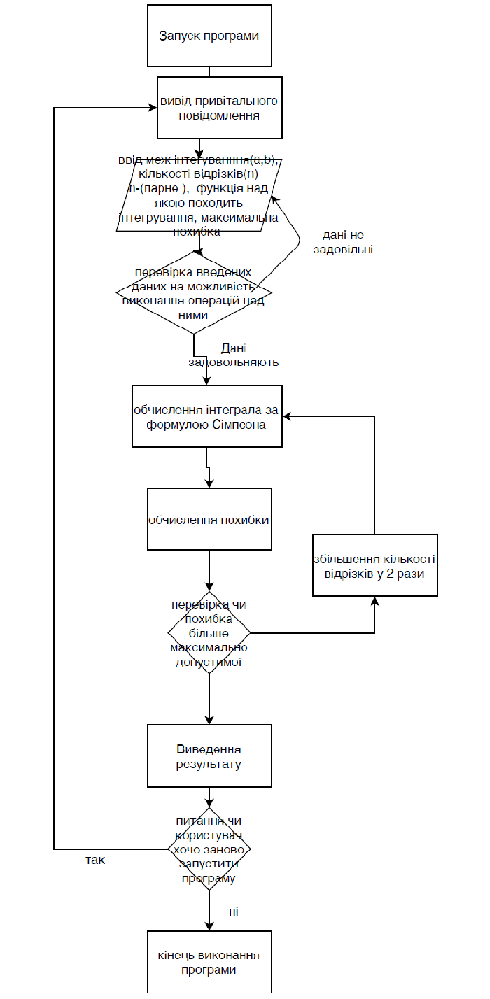 Запуск програми
вивід привітального
повідомлення
ввід меж інтегуванння(a,b),
кількості відрізків(n)
n-(парне ), функція над
якою походить
інтегрування, максимальна
похибка
дані не
задовільні
перевірка введених
даних на можливість
виконання операцій над
ними
Дані
задовольняють
обчислення інтеграла за
формулою Сімпсона
обчислення похибки
збільшення кількості
відрізків у 2 рази
перевірка чи
похибка
більше
максимально
допустимої
Виведення
результату
питання чи
користувач
хоче заново
запустити
програму
так
ні
кінець виконання
програми